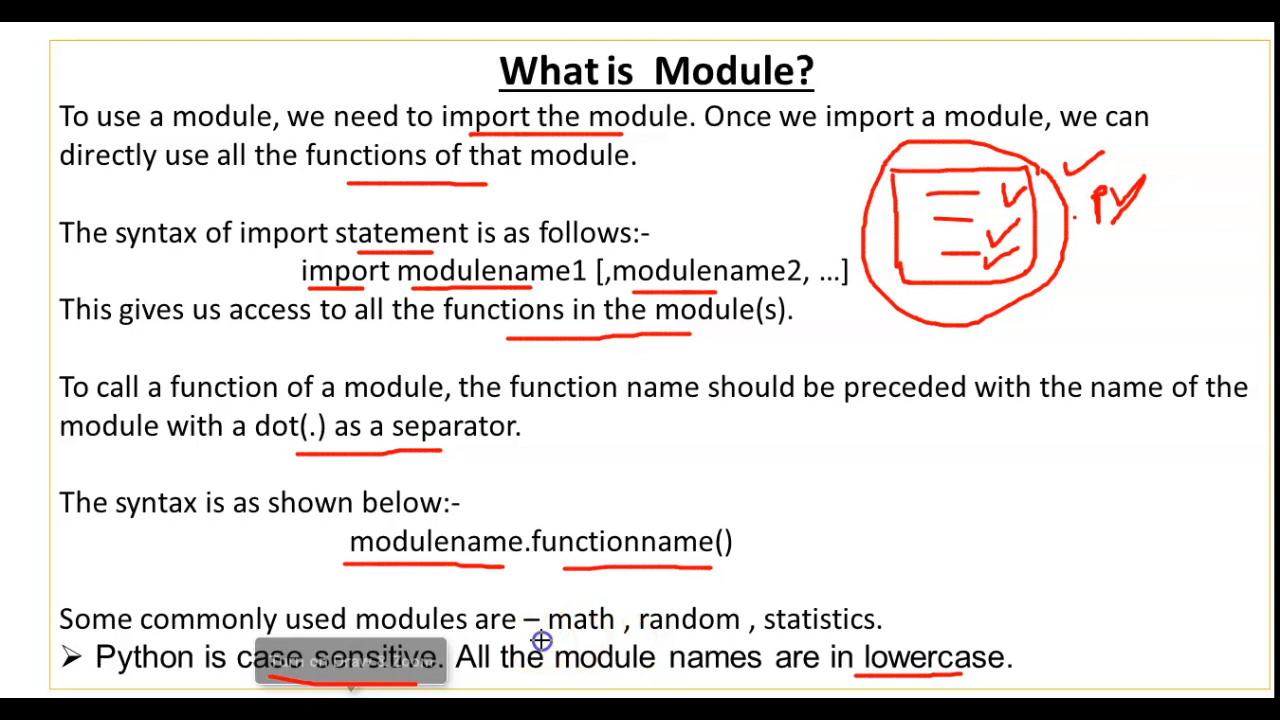 What is Module?
To use a module, we need to import the module. Once we import a module, we can
directly use all the functions of that module.
. Py
The syntax of import statement is as follows:-
import modulename1 [,modulename2, ...]
This gives us access to all the functions in the module(s).
To call a function of a module, the function name should be preceded with the name of the
module with a dot(.) as a separator.
The syntax is as shown below:-
modulename.functionname()
Some commonly used modules are – math , random , statistics.
➤ Python is case sensitive. All the module names are in lowercase.
Turn on Draw & Zoom